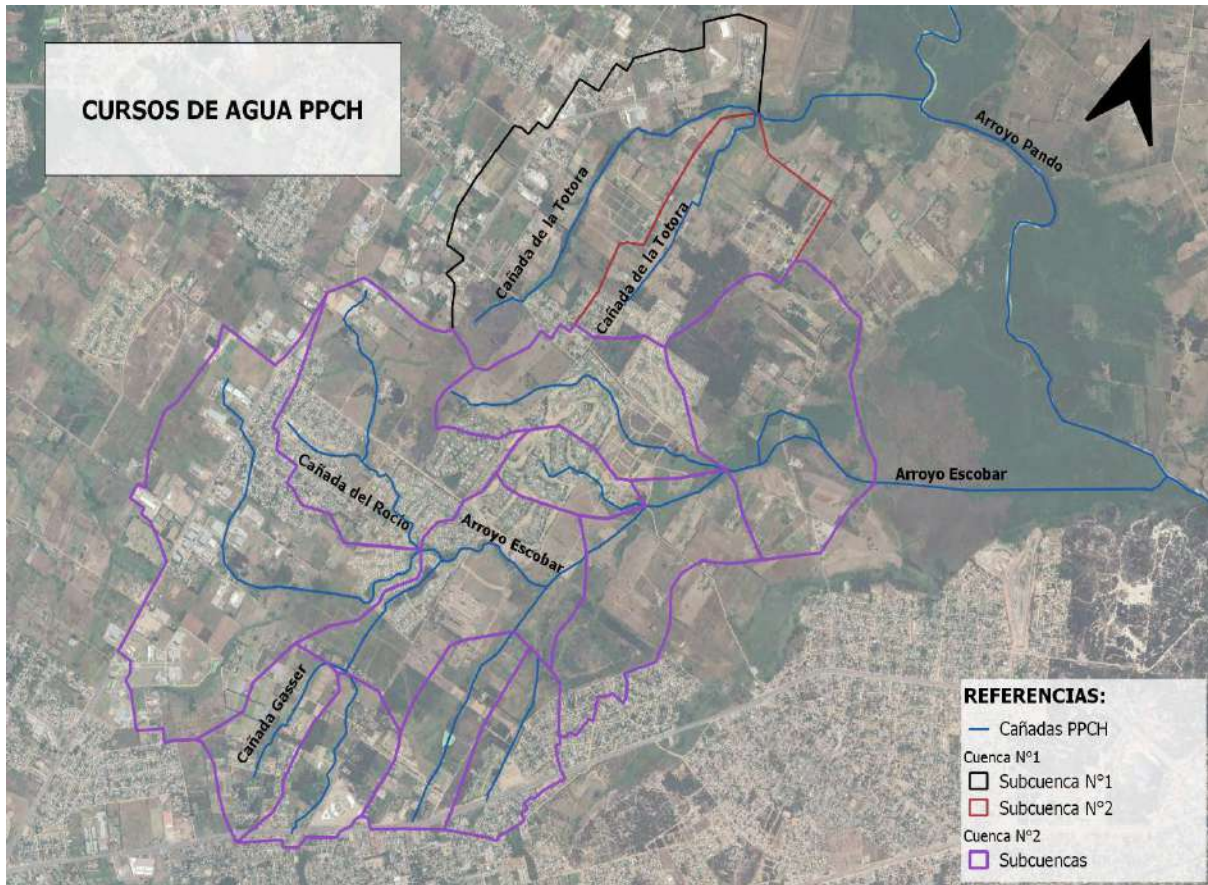 CURSOS DE AGUA PPCH
Arroyo Pando
Cañada de la Totora
Cañada de la Totora
Cañada del Rocío
Arroyo Escobar
Arroyo Escobar
Cañada Gasser
REFERENCIAS:
Cañadas PPCH
Cuenca N°1
Subcuenca N°1
Subcuenca N°2
Cuenca N°2
Subcuencas